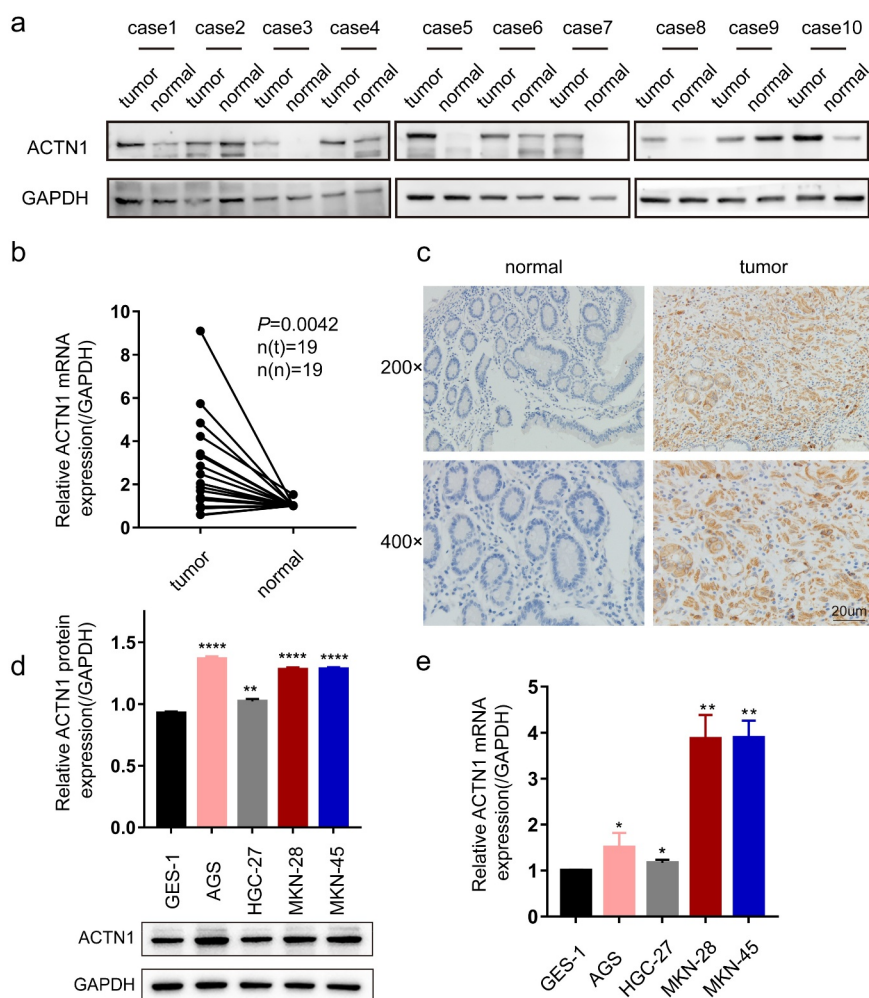 a
case1 case2 case3 case4 case5 case6 case7 case8 case9 case10
tumor normal tumor normal tumor normal tumor normal tumor normal tumor normal tumor normal tumor normal tumor normal tumor normal
ACTN1
GAPDH
b
Relative ACTN1 mRNA
expression(/GAPDH)
10
8
6
4
2
0
P=0.0042
n(t)=19
n(n)=19
tumor normal
c
normal tumor
200×
400×
20um
d
Relative ACTN1 protein
expression(/GAPDH)
1.5
1.0
0.5
0.0
**** ** **** ****
GES-1 AGS HGC-27 MKN-28 MKN-45
ACTN1
GAPDH
e
Relative ACTN1 mRNA
expression(/GAPDH)
5
4
3
2
1
0
* * ** **
GES-1 AGS HGC-27 MKN-28 MKN-45